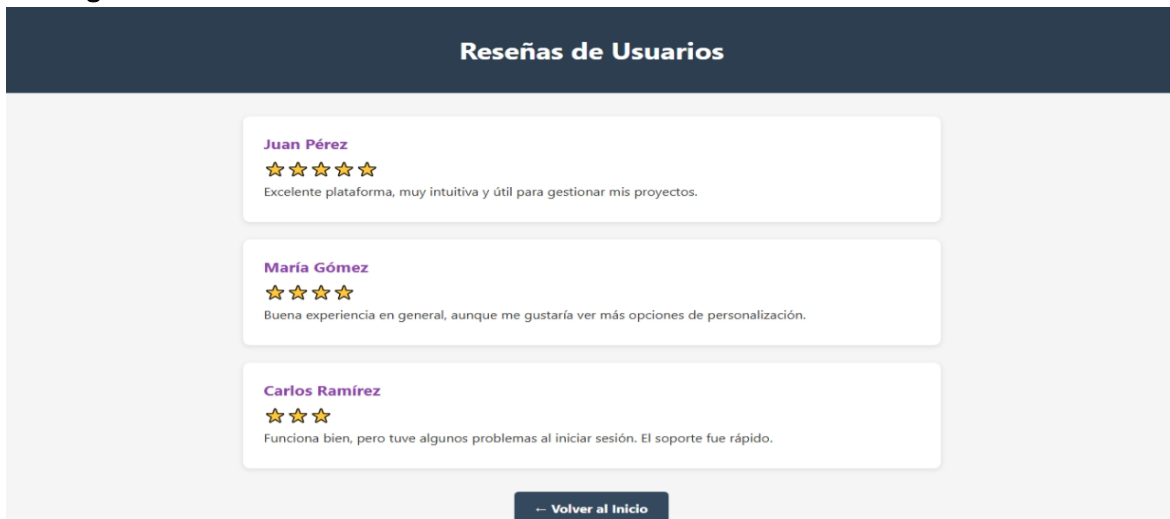 Reseñas de Usuarios
Juan Pérez
Excelente plataforma, muy intuitiva y útil para gestionar mis proyectos.
María Gómez
Buena experiencia en general, aunque me gustaría ver más opciones de personalización.
Carlos Ramírez
Funciona bien, pero tuve algunos problemas al iniciar sesión. El soporte fue rápido.
← Volver al Inicio